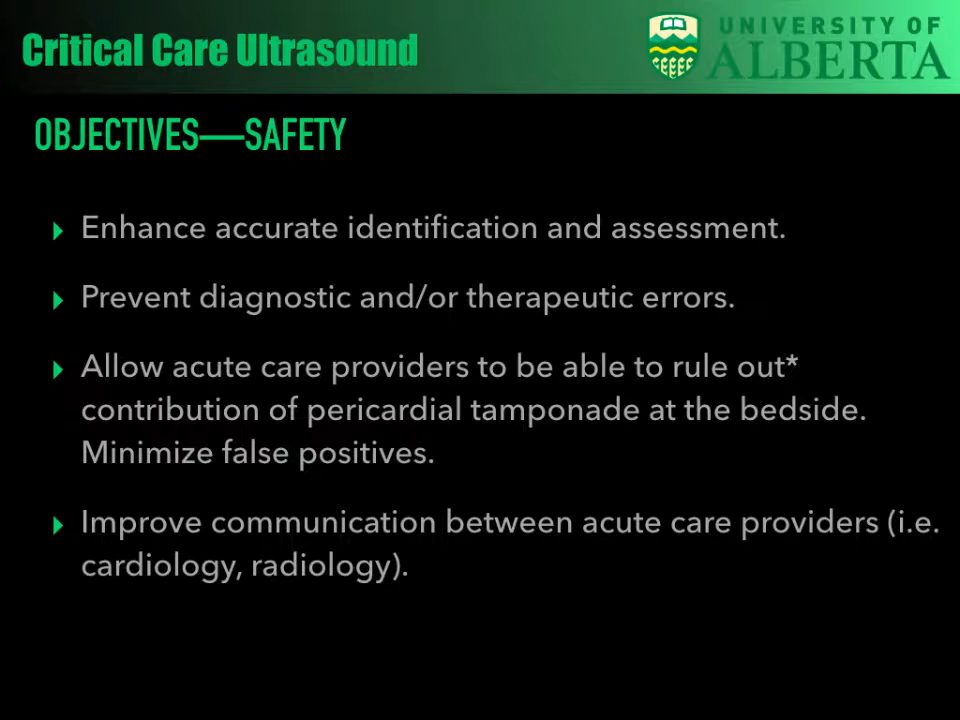 Critical Care Ultrasound
UNIVERSITY OF
ALBERTA
OBJECTIVES—SAFETY
Enhance accurate identification and assessment.
Prevent diagnostic and/or therapeutic errors.
Allow acute care providers to be able to rule out*
contribution of pericardial tamponade at the bedside.
Minimize false positives.
Improve communication between acute care providers (i.e.
cardiology, radiology).